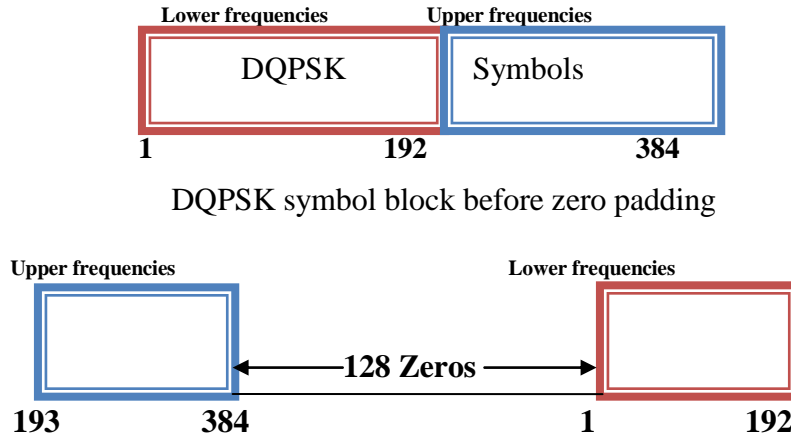 Lower frequencies Upper frequencies
DQPSK Symbols
1 192 384
DQPSK symbol block before zero padding
Upper frequencies Lower frequencies
128 Zeros
193 384 1 192